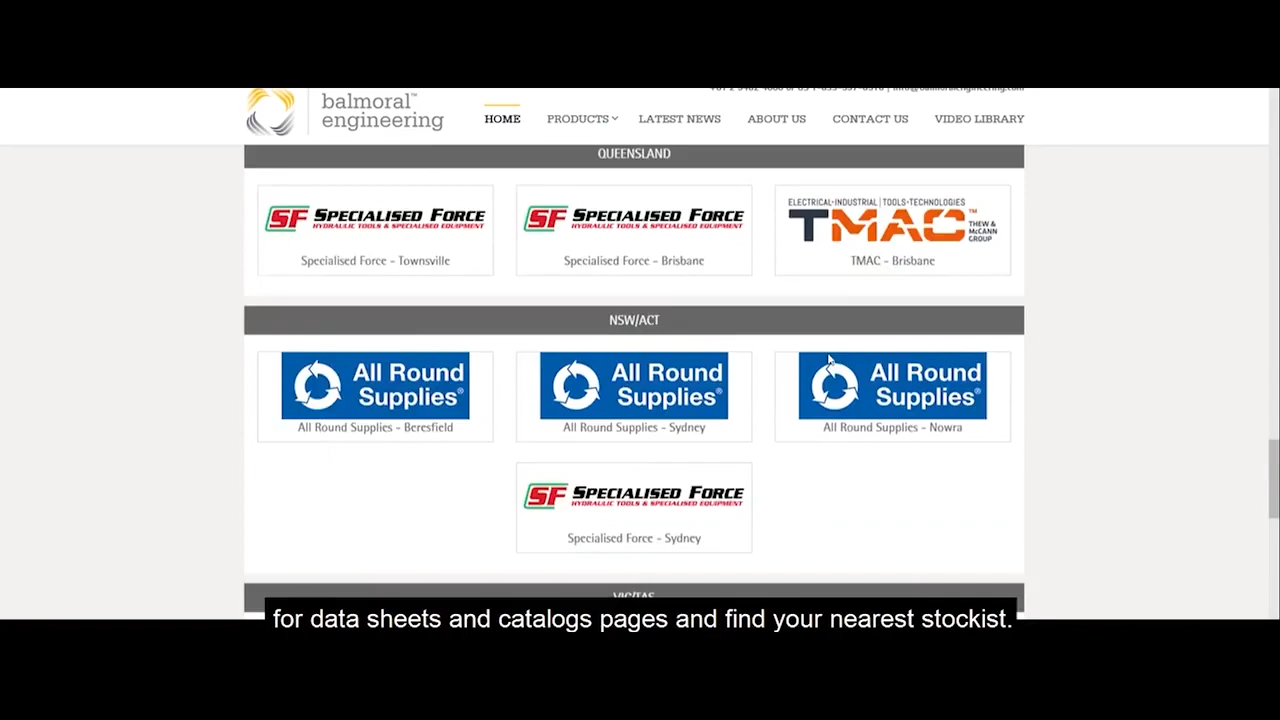 balmoral™
engineering
HOME
PRODUCTS
LATEST NEWS
ABOUT US
CONTACT US
VIDEO LIBRARY
QUEENSLAND
SF SPECIALISED FORCE
HYDRAULIC TOOLS & SPECIALISED EQUIPMENT
Specialised Force - Townsville
SF SPECIALISED FORCE
HYDRAULIC TOOLS & SPECIALISED EQUIPMENT
Specialised Force - Brisbane
ELECTRICAL•INDUSTRIAL | TOOLS•TECHNOLOGIES
TMAC™
THEW &
McCANN
GROUP
TMAC - Brisbane
NSW/ACT
All Round
Supplies®
All Round Supplies - Beresfield
All Round
Supplies®
All Round Supplies - Sydney
All Round
Supplies®
All Round Supplies - Nowra
SF SPECIALISED FORCE
HYDRAULIC TOOLS & SPECIALISED EQUIPMENT
Specialised Force - Sydney
VIC/TAS
for data sheets and catalogs pages and find your nearest stockist.